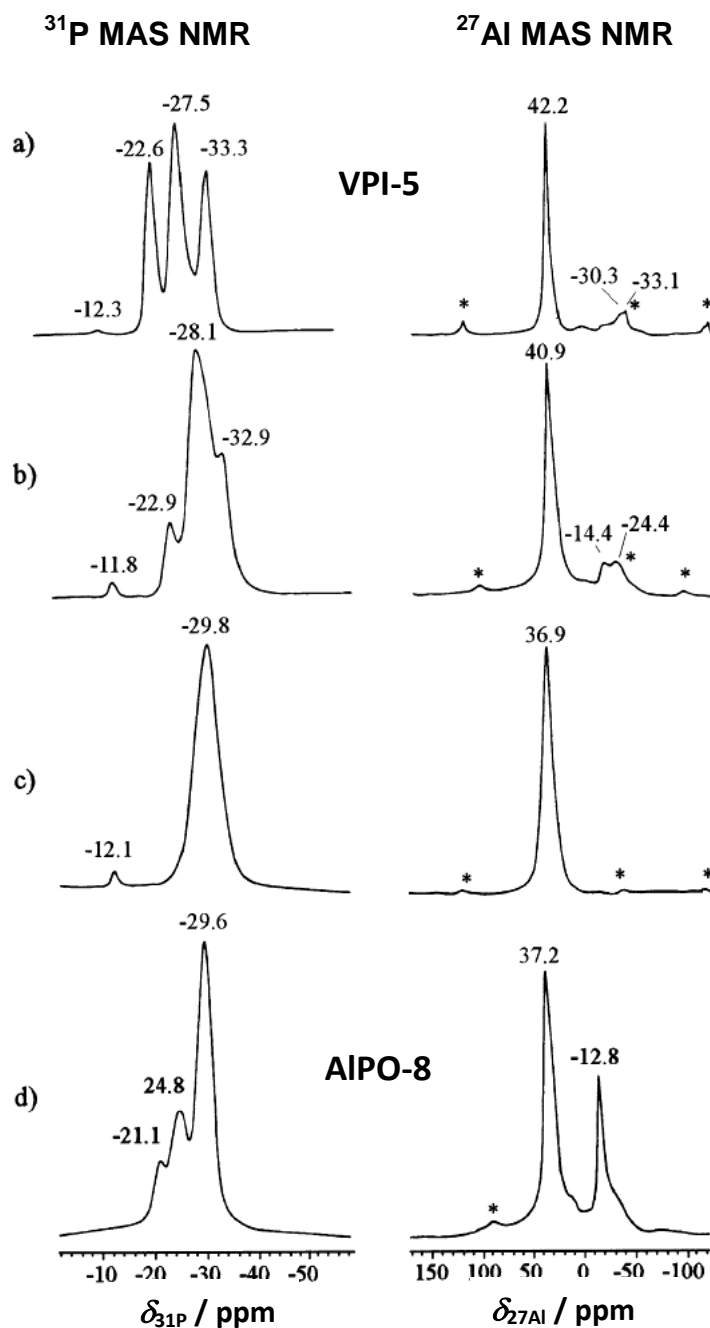 31P MAS NMR
27Al MAS NMR
a)
-22.6
-27.5
-33.3
-12.3
VPI-5
42.2
-30.3
-33.1
*
*
*
b)
-28.1
-32.9
-22.9
-11.8
40.9
-14.4
-24.4
*
*
*
c)
-29.8
-12.1
36.9
*
*
*
d)
-29.6
24.8
-21.1
AlPO-8
37.2
-12.8
*
-10 -20 -30 -40 -50
150 100 50 0 -50 -100
δ31P / ppm
δ27Al / ppm